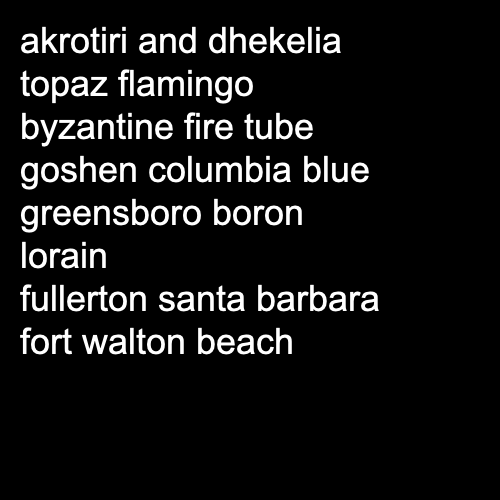 akrotiri and dhekelia
topaz flamingo
byzantine fire tube
goshen columbia blue
greensboro boron
lorain
fullerton santa barbara
fort walton beach